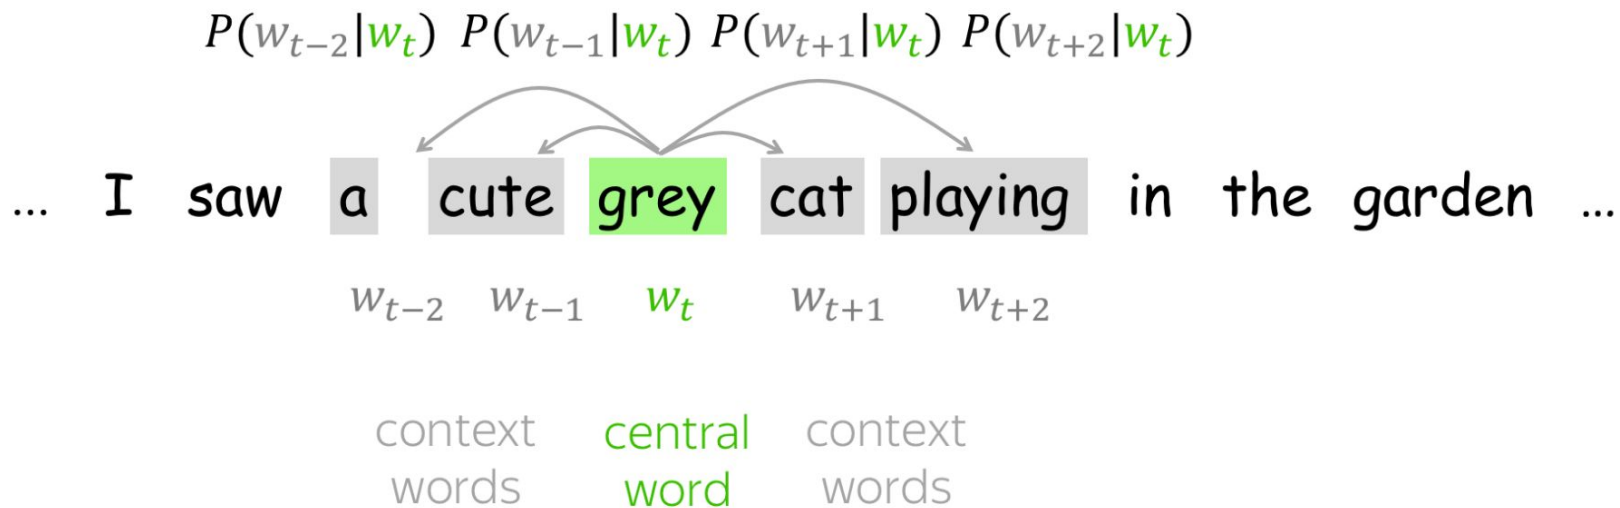 P(w_{t-2}|w_t) P(w_{t-1}|w_t) P(w_{t+1}|w_t) P(w_{t+2}|w_t)
... I saw a cute grey cat playing in the garden ...
w_{t-2} w_{t-1} w_t w_{t+1} w_{t+2}
context central context
words word words